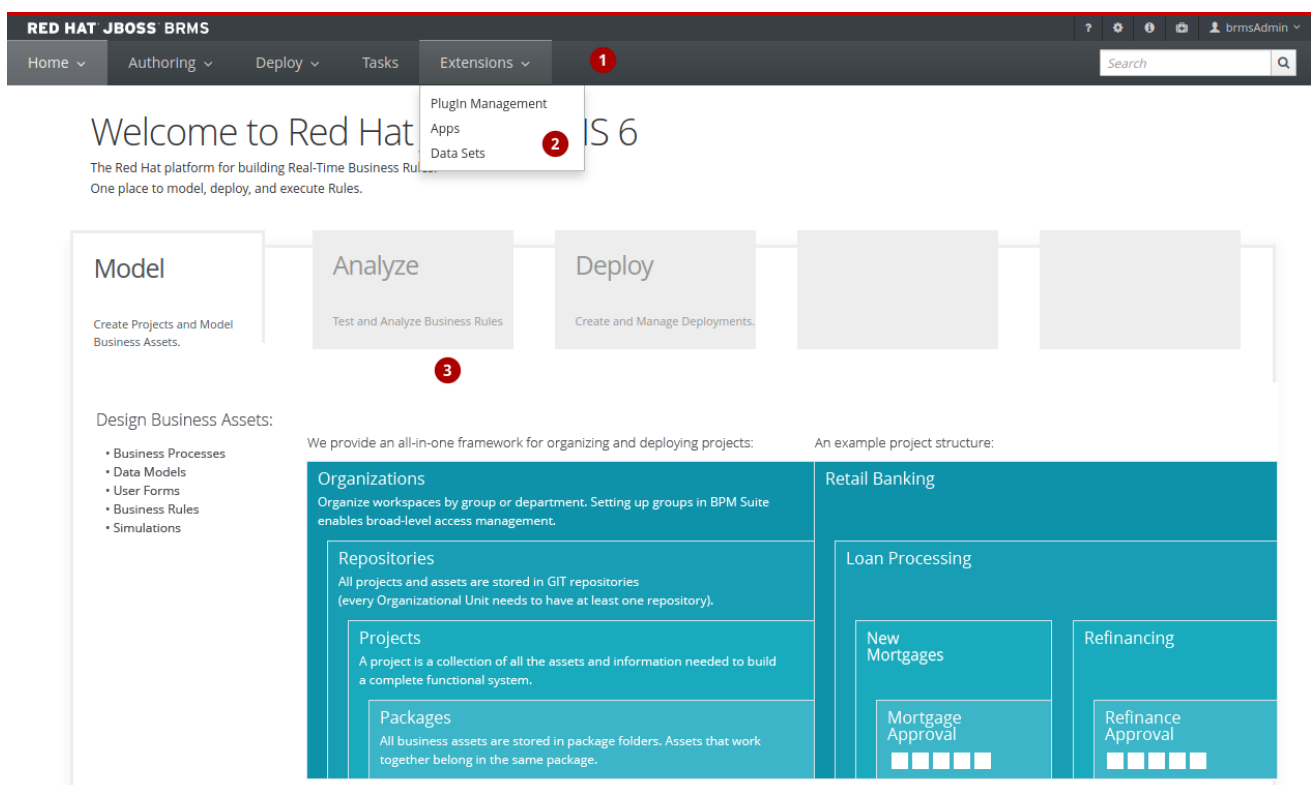 RED HAT JBOSS BRMS
? brmsAdmin
Home Authoring Deploy Tasks Extensions 1 Search
PlugIn Management
Apps
Data Sets
2
Welcome to Red Hat S 6
The Red Hat platform for building Real-Time Business
One place to model, deploy, and execute Rules.
Model
Create Projects and Model
Business Assets.
Analyze
Test and Analyze Business Rules
Deploy
Create and Manage Deployments.
3
Design Business Assets:
• Business Processes
• Data Models
• User Forms
• Business Rules
• Simulations
We provide an all-in-one framework for organizing and deploying projects:
Organizations
Organize workspaces by group or department. Setting up groups in BPM Suite
enables broad-level access management.
Repositories
All projects and assets are stored in GIT repositories
(every Organizational Unit needs to have at least one repository).
Projects
A project is a collection of all the assets and information needed to build
a complete functional system.
Packages
All business assets are stored in package folders. Assets that work
together belong in the same package.
An example project structure:
Retail Banking
Loan Processing
New
Mortgages
Mortgage
Approval
Refinancing
Refinance
Approval